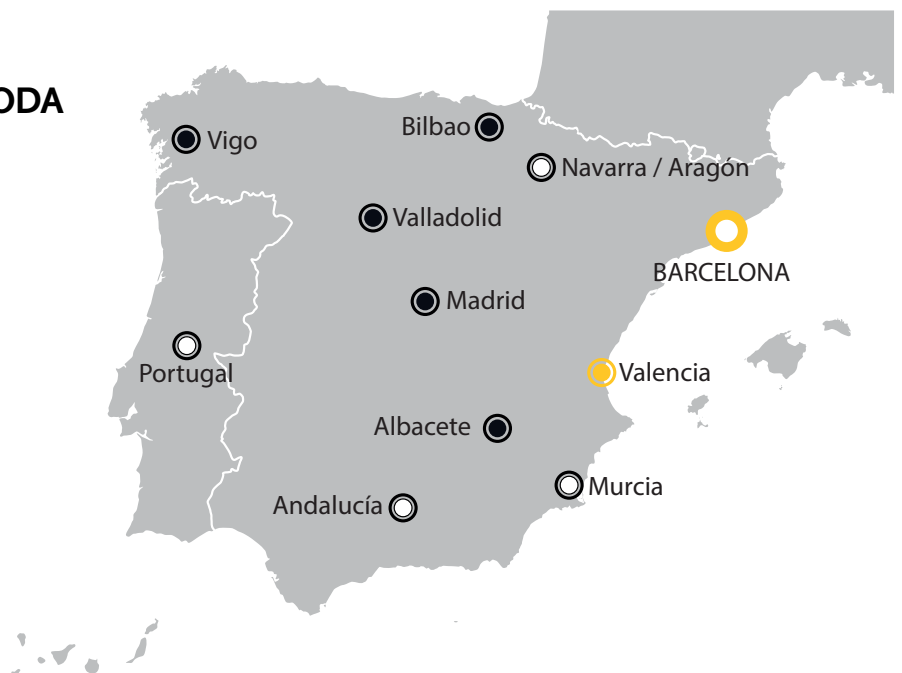 ODA
Bilbao
Vigo
Navarra / Aragón
Valladolid
BARCELONA
Madrid
Portugal
Valencia
Albacete
Murcia
Andalucía